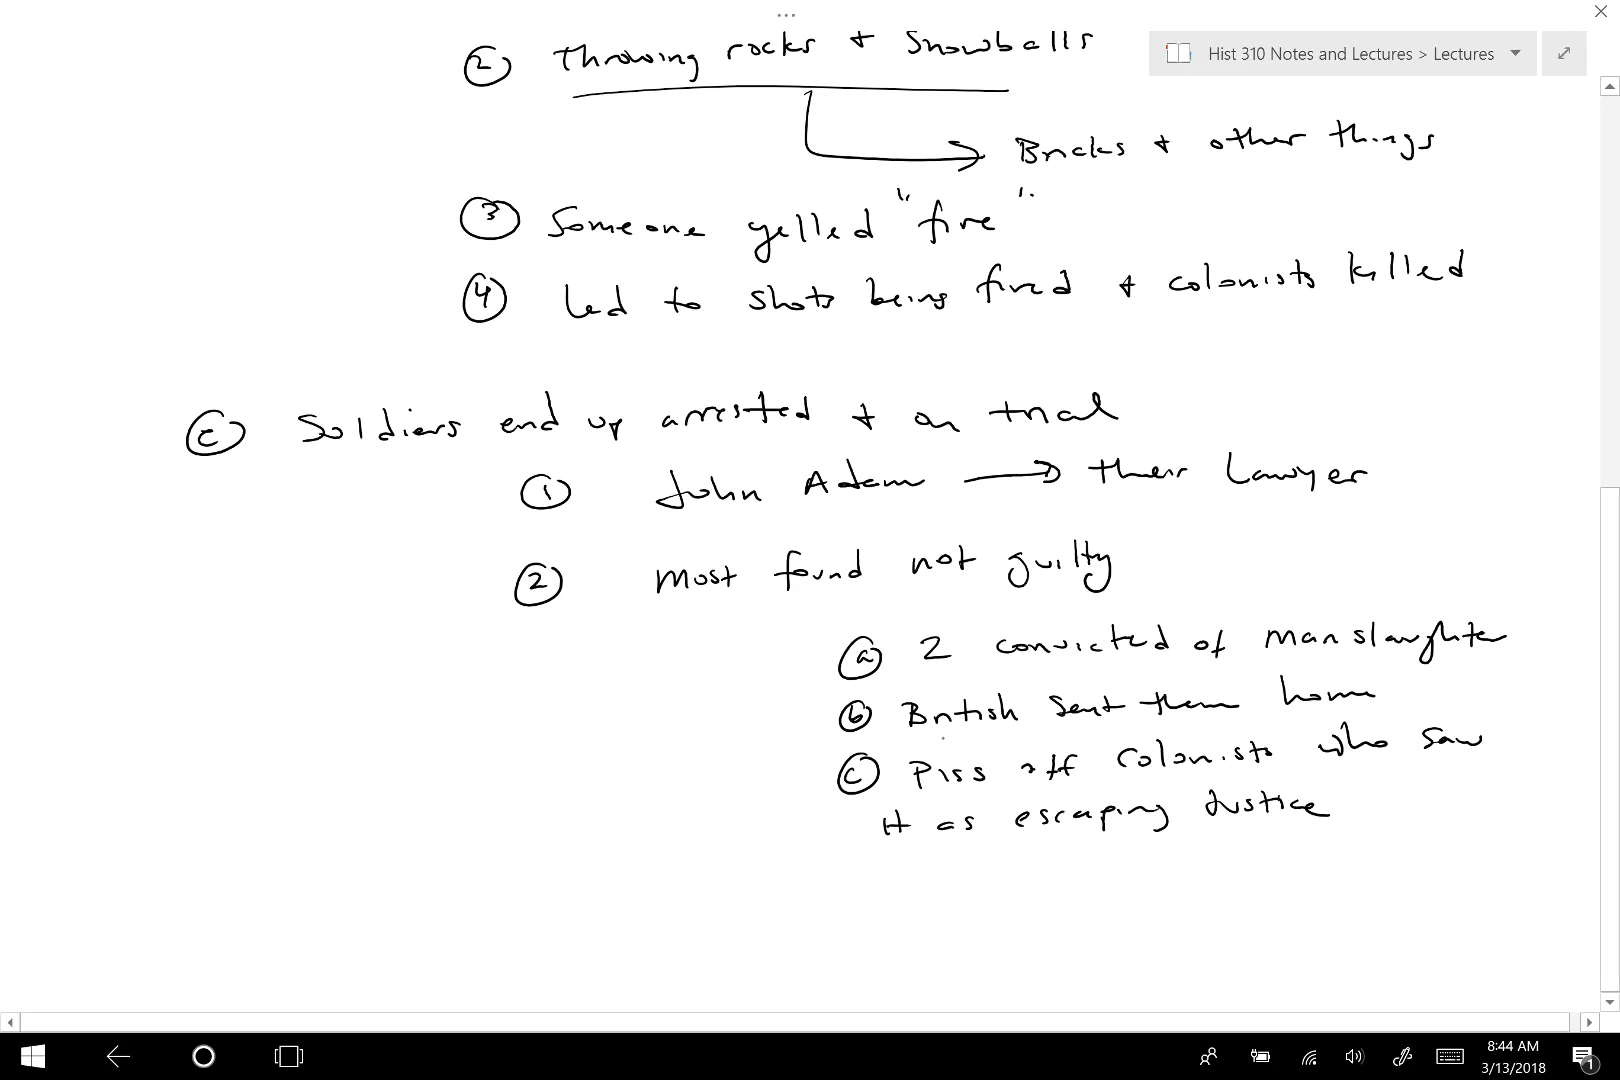 ② Throwing rocks + Snowballs
Hist 310 Notes and Lectures > Lectures
→ Bricks + other things
③ Someone yelled "fire"
④ Led to shots being fired + colonists killed
Ⓒ Soldiers end up arrested + on trial
① John Adam → their Lawyer
② Most found not guilty
ⓐ 2 convicted of manslaughter
ⓑ British sent them home
ⓒ Piss off colonists who saw
it as escaping Justice
8:44 AM
3/13/2018
1